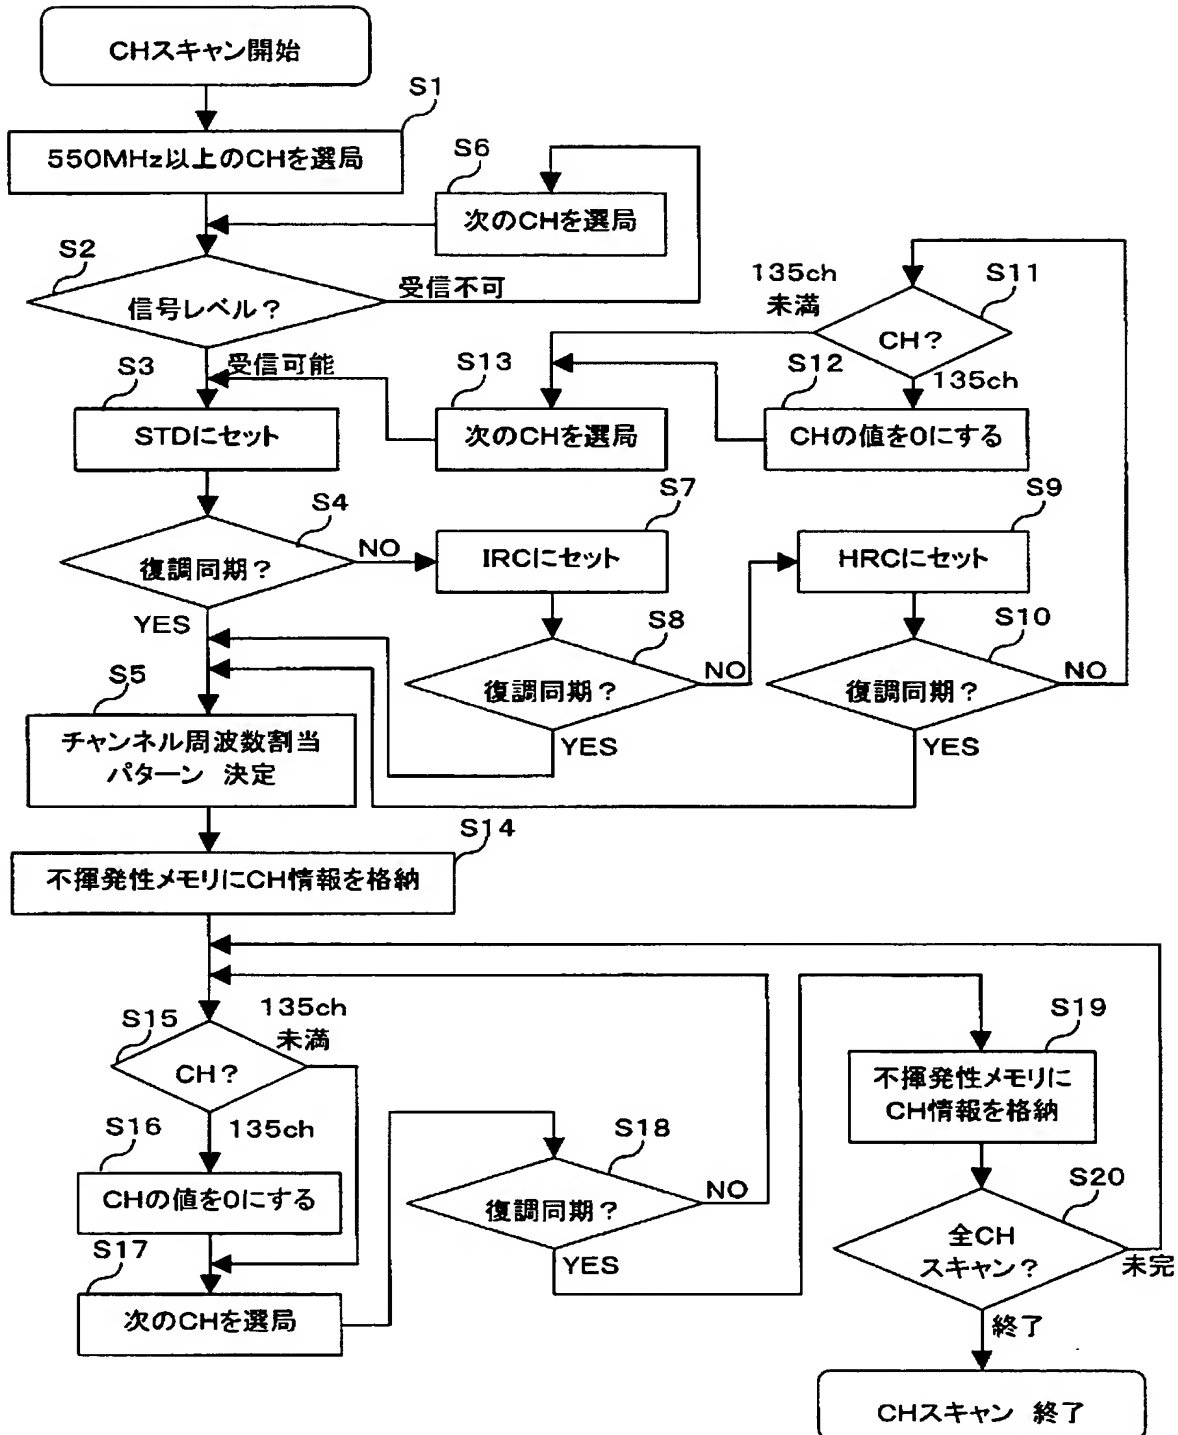 CHスキャン開始
S1
550MHz以上のCHを選局
S6
次のCHを選局
S2
信号レベル？
受信不可
135ch
未満
S11
CH？
S3
受信可能
S13
S12
135ch
STDにセット
次のCHを選局
CHの値を0にする
S4
S7
S9
復調同期？
NO
IRCにセット
HRCにセット
YES
S8
S10
S5
復調同期？
NO
復調同期？
NO
チャンネル周波数割当
パターン 決定
YES
YES
S14
不揮発性メモリにCH情報を格納
S15
135ch
未満
CH？
S19
不揮発性メモリに
CH情報を格納
S16
135ch
S18
CHの値を0にする
復調同期？
NO
S20
S17
YES
全CH
スキャン？
未完
次のCHを選局
終了
CHスキャン 終了